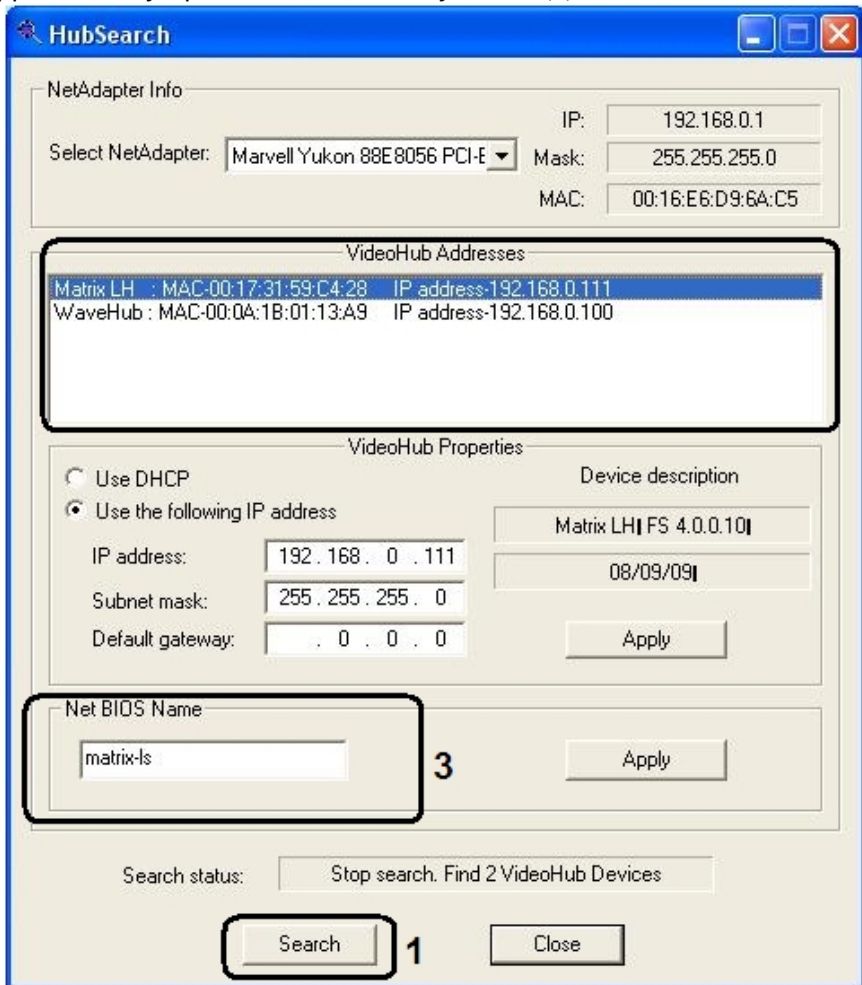 HubSearch
NetAdapter Info
IP: 192.168.0.1
Select NetAdapter: Marvell Yukon 88E8056 PCI-E Mask: 255.255.255.0
MAC: 00:16:E6:D9:6A:C5
VideoHub Addresses
Matrix LH : MAC-00:17:31:59:C4:28 IP address-192.168.0.111
WaveHub : MAC-00:0A:1B:01:13:A9 IP address-192.168.0.100
VideoHub Properties
Use DHCP Device description
Use the following IP address
Matrix LH FS 4.0.0.10
IP address: 192 . 168 . 0 . 111
08/09/09
Subnet mask: 255 . 255 . 255 . 0
Default gateway: . 0 . 0 . 0 Apply
Net BIOS Name
matrix-ls 3 Apply
Search status: Stop search. Find 2 VideoHub Devices
Search 1 Close